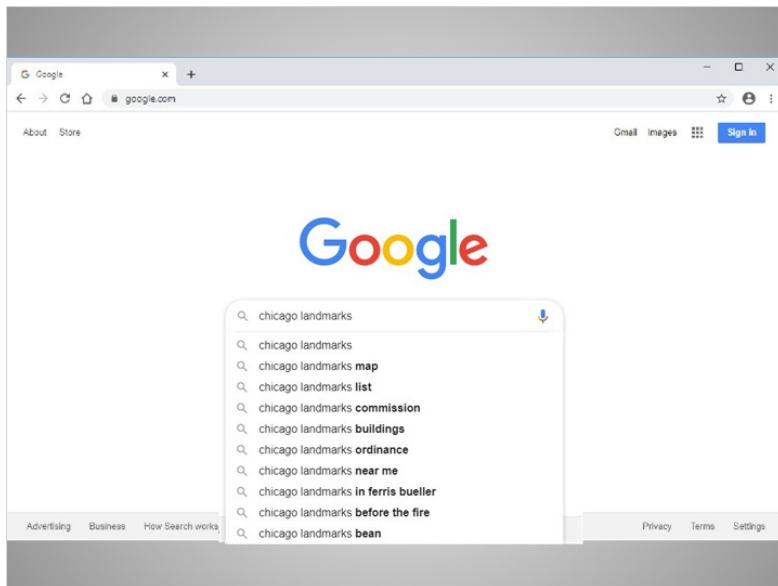 Google
google.com
About Store Gmail Images Sign in
Google
chicago landmarks
chicago landmarks
chicago landmarks map
chicago landmarks list
chicago landmarks commission
chicago landmarks buildings
chicago landmarks ordinance
chicago landmarks near me
chicago landmarks in ferris bueller
chicago landmarks before the fire
chicago landmarks bean
Advertising Business How Search works Privacy Terms Settings